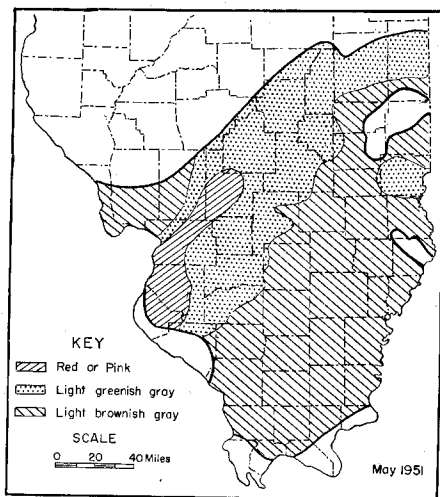 KEY
Red or Pink
Light greenish gray
Light brownish gray
SCALE
0 20 40 Miles
May 1951